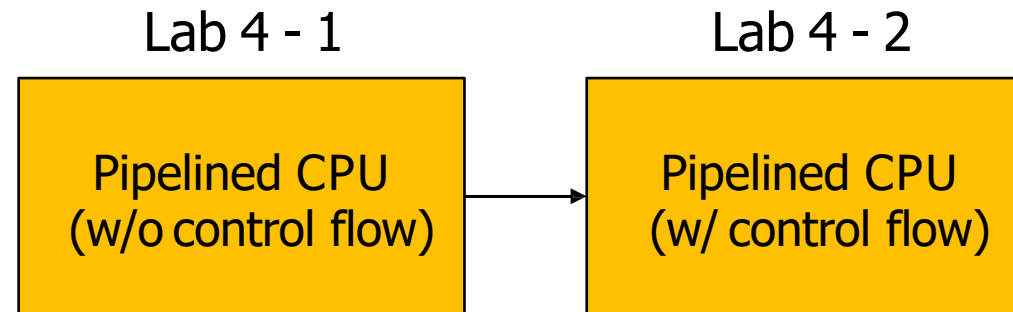 Lab 4 - 1
Lab 4 - 2
Pipelined CPU
(w/o control flow)
Pipelined CPU
(w/ control flow)